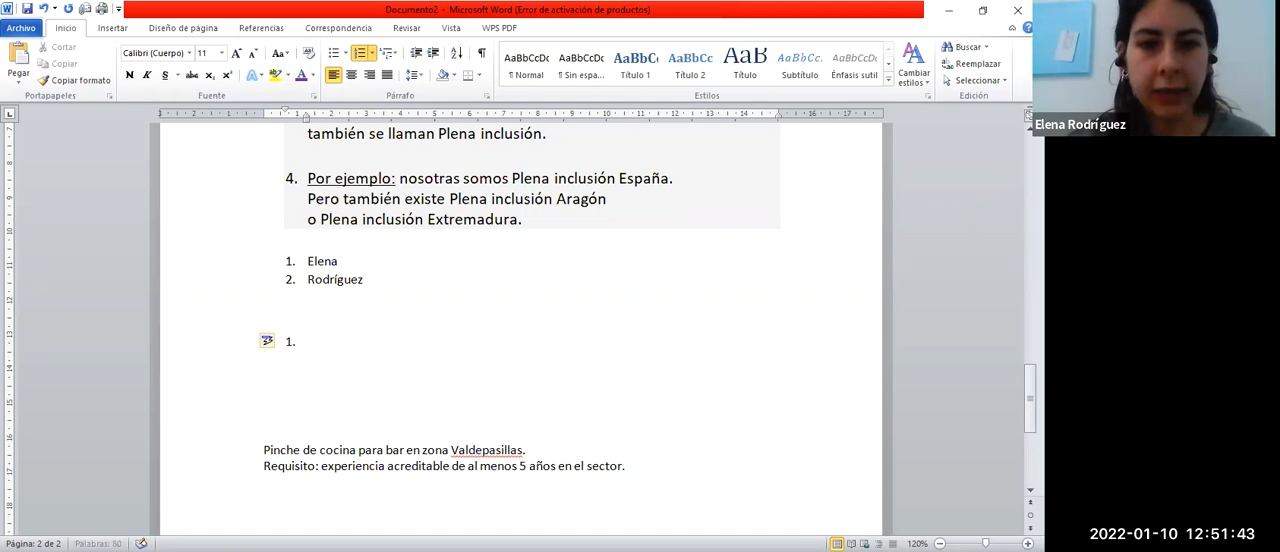 Documento2 - Microsoft Word (Error de activación de productos)
Archivo Inicio Insertar Diseño de página Referencias Correspondencia Revisar Vista WPS PDF
Pegar
Cortar
Copiar
Copiar formato
Portapapeles
Calibri (Cuerpo) 11
N K S abc x₂ x²
Fuente
Párrafo
AaBbCcDc AaBbCcDc AaBbC AaBbCc AaB AaBbCc AaBbCcDc
¶ Normal ¶ Sin espa... Título 1 Título 2 Título Subtítulo Énfasis sutil
Estilos
Cambiar estilos
Buscar
Reemplazar
Seleccionar
Edición
también se llaman Plena inclusión.
4. Por ejemplo: nosotras somos Plena inclusión España.
Pero también existe Plena inclusión Aragón
o Plena inclusión Extremadura.
1. Elena
2. Rodríguez
1.
Pinche de cocina para bar en zona Valdepasillas.
Requisito: experiencia acreditable de al menos 5 años en el sector.
Página: 2 de 2 Palabras: 80
120%
Elena Rodríguez
2022-01-10 12:51:43